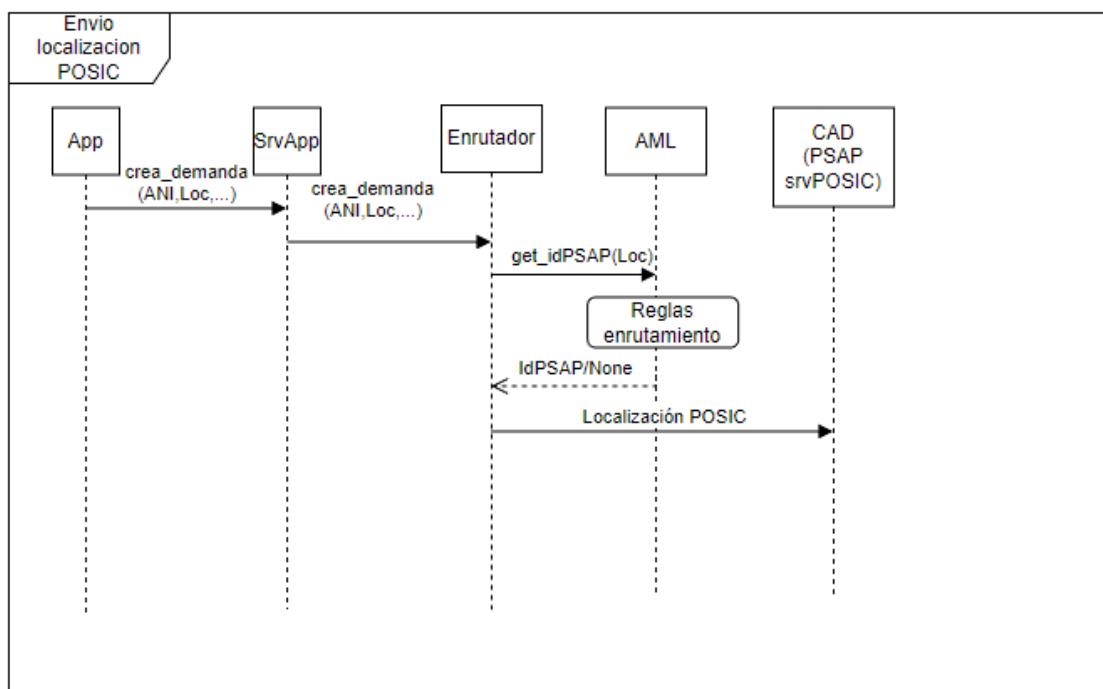 Envio
localizacion
POSIC
App
SrvApp
Enrutador
AML
CAD
(PSAP
srvPOSIC)
crea_demanda
(ANI,Loc,...)
crea_demanda
(ANI,Loc,...)
get_idPSAP(Loc)
Reglas
enrutamiento
IdPSAP/None
Localización POSIC